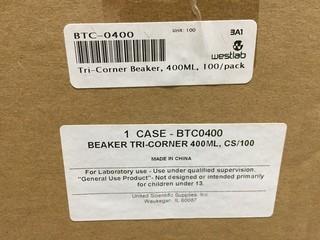 BTC-0400
Unit: 100
3A1
westlab
Tri-Corner Beaker, 400ML, 100/pack
1 CASE - BTC0400
BEAKER TRI-CORNER 400ML, CS/100
MADE IN CHINA
For Laboratory use - Use under qualified supervision.
"General Use Product"- Not designed or intended primarily
for children under 13.
United Scientific Supplies, Inc.
Waukegan, IL 60087